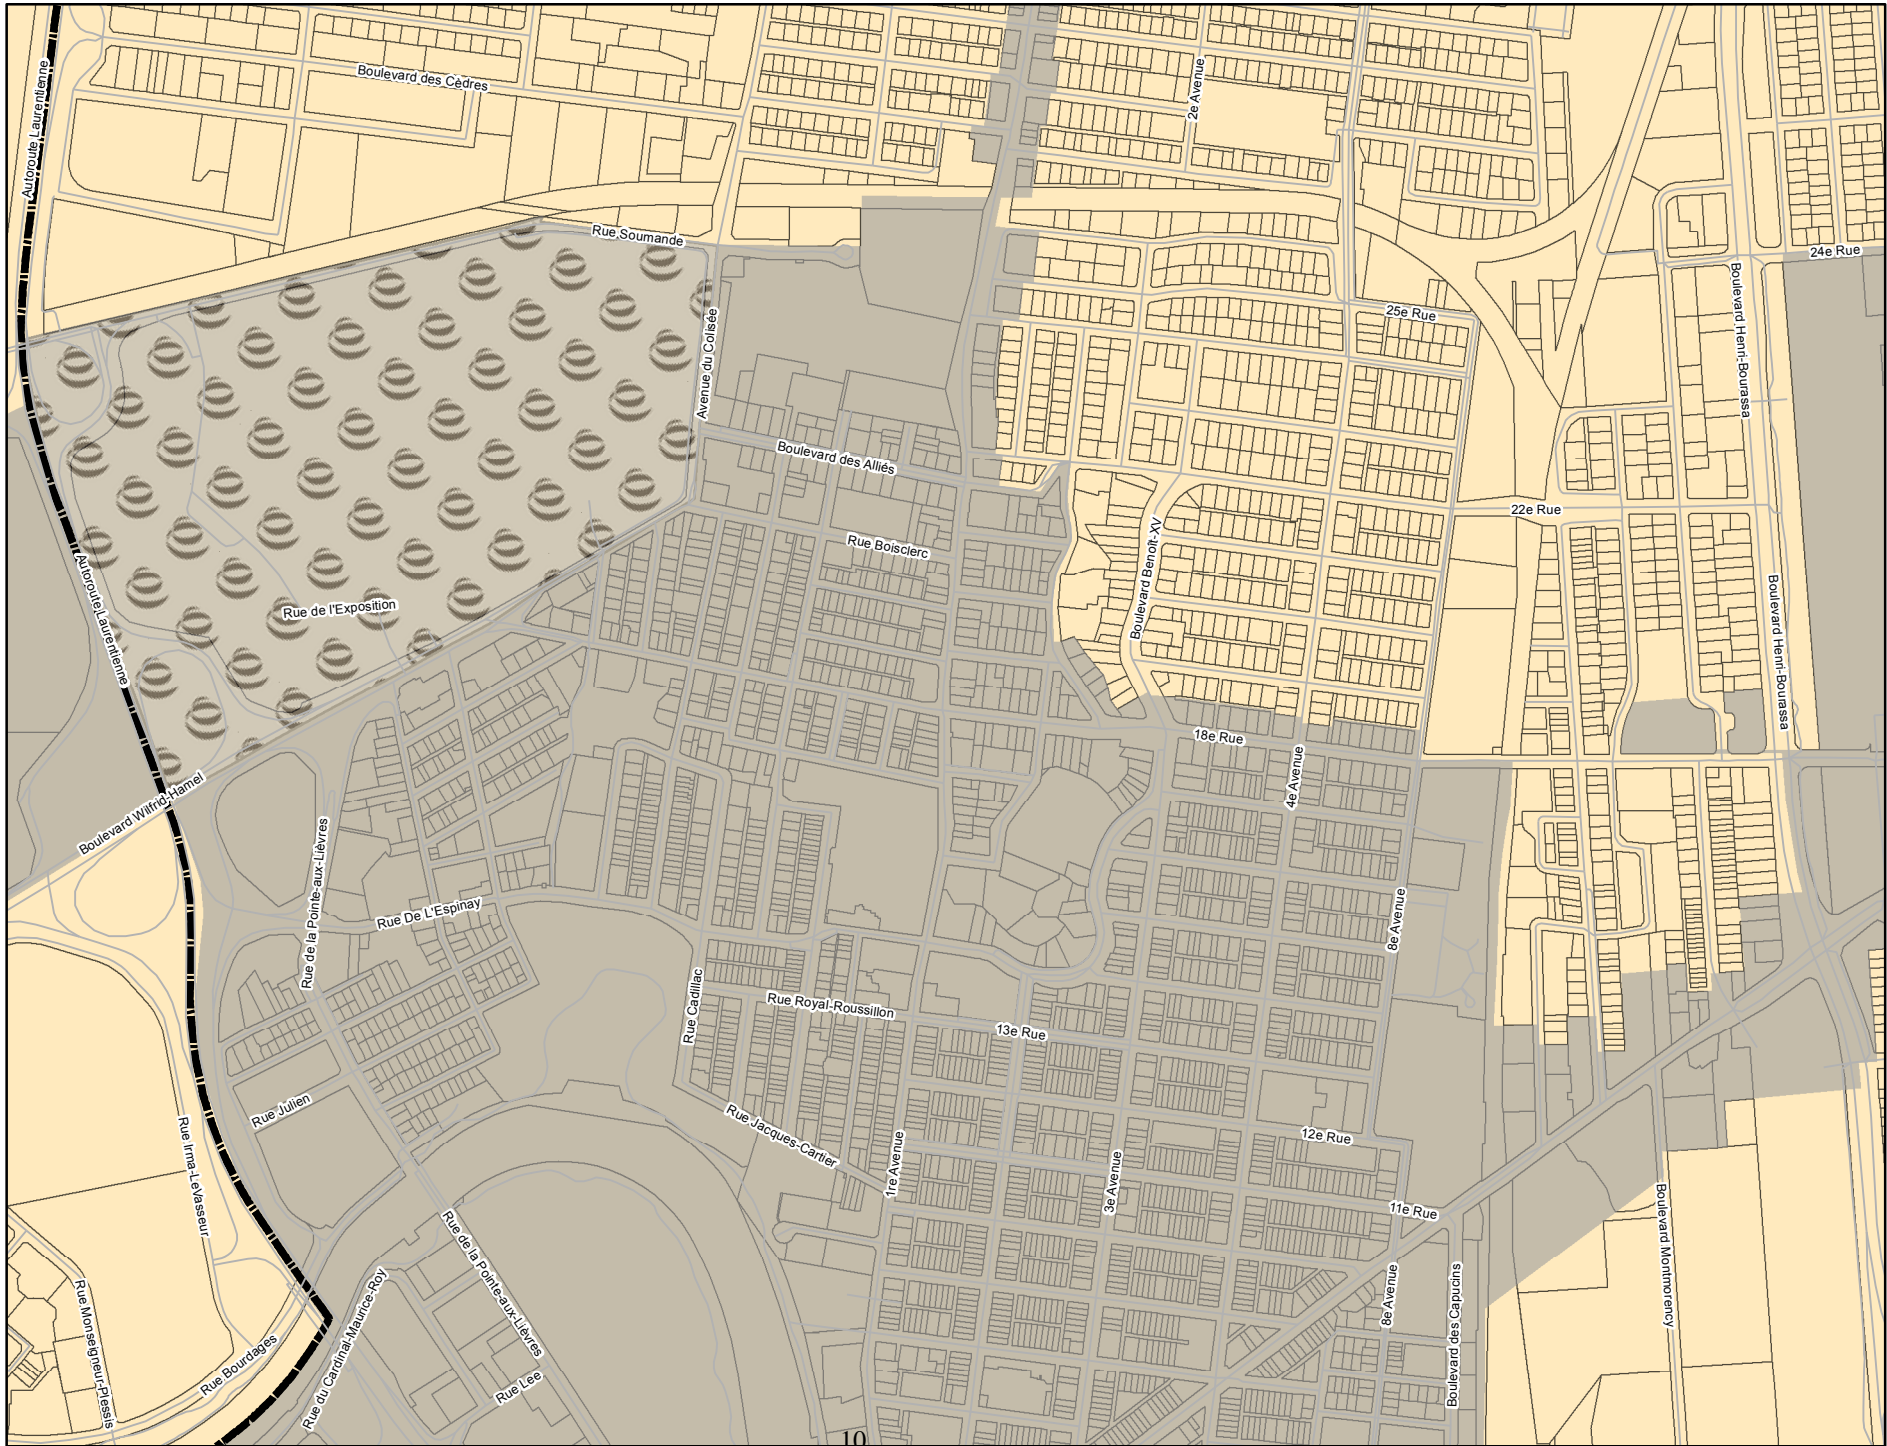 Autoroute Laurentienne
Boulevard des Cèdres
2e Avenue
Rue Soumande
24e Rue
Boulevard Henri-Bourassa
25e Rue
Avenue du Colisée
Boulevard des Alliés
22e Rue
Rue Boisclerc
Boulevard Benoît-XV
Autoroute Laurentienne
Rue de l'Exposition
Boulevard Henri-Bourassa
18e Rue
4e Avenue
Boulevard Wilfrid-Hamel
Rue de la Pointe-aux-Lièvres
Rue De L'Espinay
8e Avenue
Rue Cadillac
Rue Royal-Roussillon
13e Rue
Rue Julien
Rue Jacques-Cartier
12e Rue
Rue Irma-LeVasseur
1re Avenue
3e Avenue
11e Rue
Boulevard Montmorency
Rue de la Pointe-aux-Lièvres
Rue du Cardinal-Maurice-Roy
8e Avenue
Boulevard des Capucins
Rue Monseigneur-Plessis
Rue Bourdages
Rue Lee
10